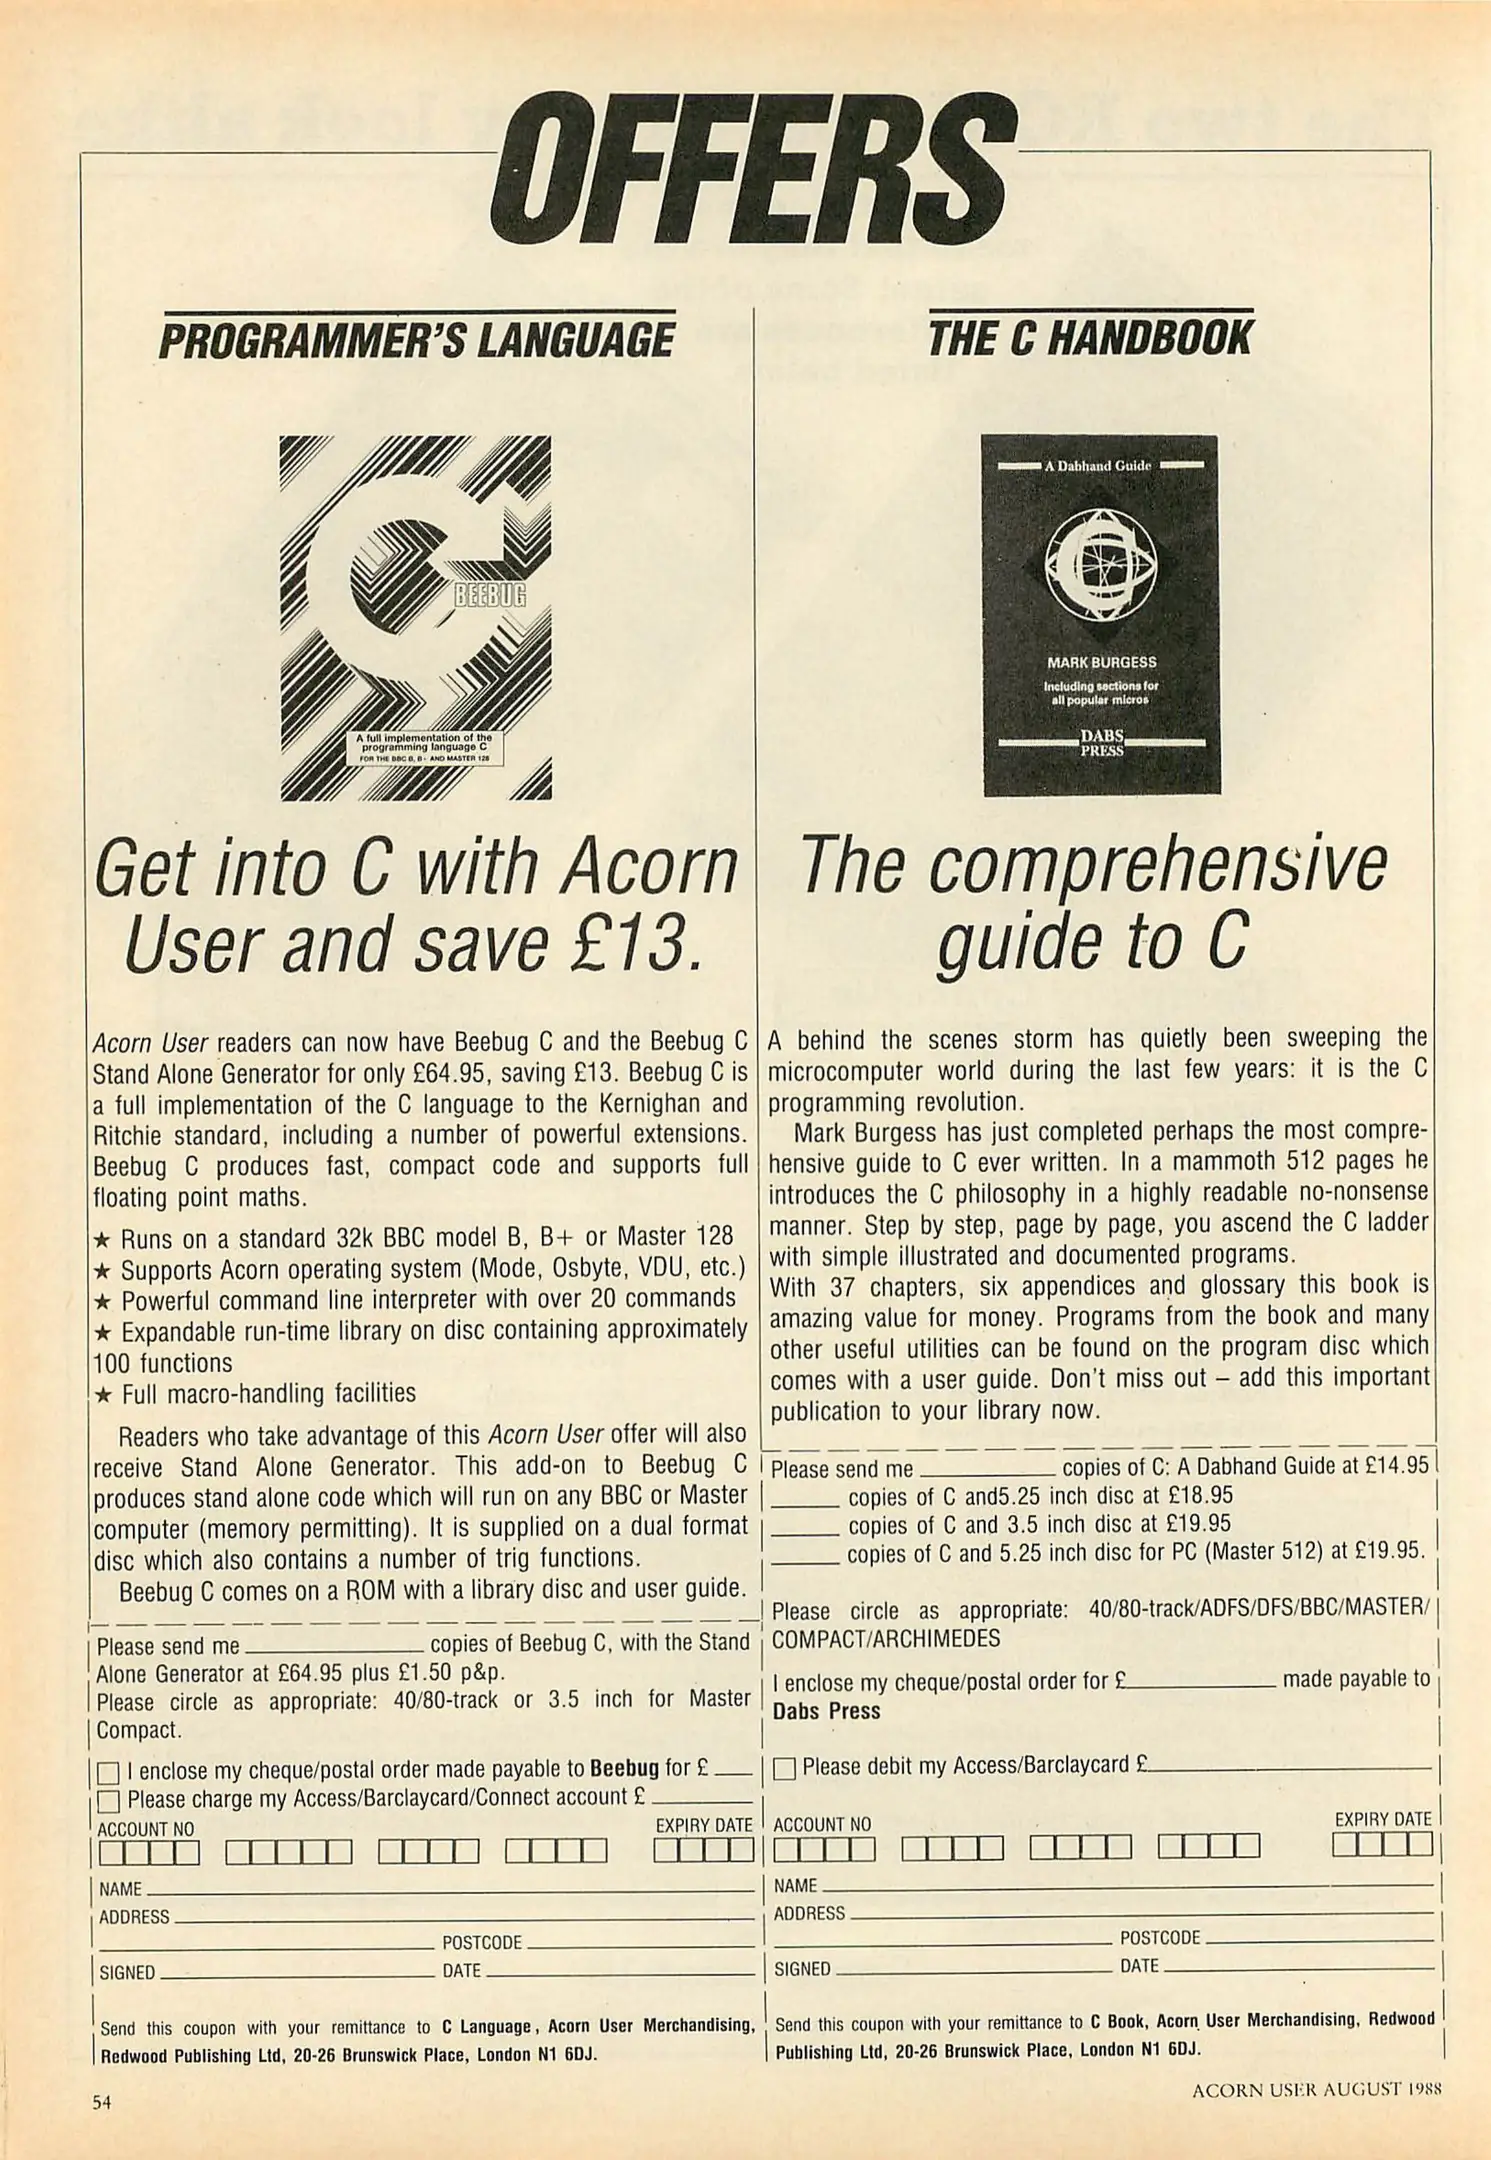 OFFERS
PROGRAMMER'S LANGUAGE
BEEBUG
A full implementation of the
programming language C
FOR THE BBC B, B+ AND MASTER 128
Get into C with Acorn
User and save £13.
Acorn User readers can now have Beebug C and the Beebug C
Stand Alone Generator for only £64.95, saving £13. Beebug C is
a full implementation of the C language to the Kernighan and
Ritchie standard, including a number of powerful extensions.
Beebug C produces fast, compact code and supports full
floating point maths.
★ Runs on a standard 32k BBC model B, B+ or Master 128
★ Supports Acorn operating system (Mode, Osbyte, VDU, etc.)
★ Powerful command line interpreter with over 20 commands
★ Expandable run-time library on disc containing approximately
100 functions
★ Full macro-handling facilities
Readers who take advantage of this Acorn User offer will also
receive Stand Alone Generator. This add-on to Beebug C
produces stand alone code which will run on any BBC or Master
computer (memory permitting). It is supplied on a dual format
disc which also contains a number of trig functions.
Beebug C comes on a ROM with a library disc and user guide.
Please send me ____ copies of Beebug C, with the Stand
Alone Generator at £64.95 plus £1.50 p&p.
Please circle as appropriate: 40/80-track or 3.5 inch for Master
Compact.
I enclose my cheque/postal order made payable to Beebug for £ ____
Please charge my Access/Barclaycard/Connect account £ ____
ACCOUNT NO EXPIRY DATE
NAME
ADDRESS
POSTCODE
SIGNED DATE
Send this coupon with your remittance to C Language, Acorn User Merchandising,
Redwood Publishing Ltd, 20-26 Brunswick Place, London N1 6DJ.
THE C HANDBOOK
A Dabhand Guide
MARK BURGESS
Including sections for
all popular micros
DABS
PRESS
The comprehensive
guide to C
A behind the scenes storm has quietly been sweeping the
microcomputer world during the last few years: it is the C
programming revolution.
Mark Burgess has just completed perhaps the most compre-
hensive guide to C ever written. In a mammoth 512 pages he
introduces the C philosophy in a highly readable no-nonsense
manner. Step by step, page by page, you ascend the C ladder
with simple illustrated and documented programs.
With 37 chapters, six appendices and glossary this book is
amazing value for money. Programs from the book and many
other useful utilities can be found on the program disc which
comes with a user guide. Don't miss out – add this important
publication to your library now.
Please send me ____ copies of C: A Dabhand Guide at £14.95
____ copies of C and5.25 inch disc at £18.95
____ copies of C and 3.5 inch disc at £19.95
____ copies of C and 5.25 inch disc for PC (Master 512) at £19.95.
Please circle as appropriate: 40/80-track/ADFS/DFS/BBC/MASTER/
COMPACT/ARCHIMEDES
I enclose my cheque/postal order for £____ made payable to
Dabs Press
Please debit my Access/Barclaycard £____
ACCOUNT NO EXPIRY DATE
NAME
ADDRESS
POSTCODE
SIGNED DATE
Send this coupon with your remittance to C Book, Acorn User Merchandising, Redwood
Publishing Ltd, 20-26 Brunswick Place, London N1 6DJ.
54
ACORN USER AUGUST 1988